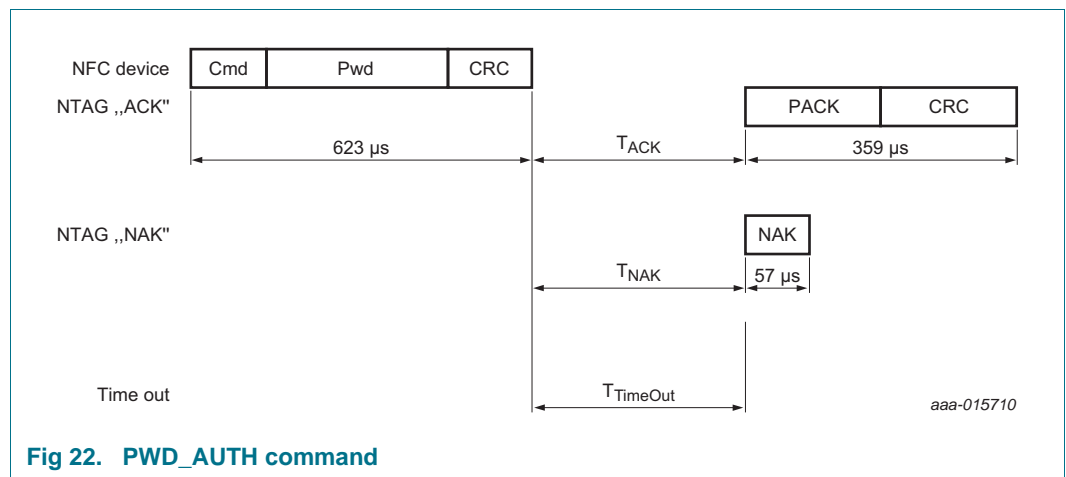 NFC device Cmd Pwd CRC
NTAG ,,ACK" PACK CRC
623 µs TACK 359 µs
NTAG ,,NAK" NAK
TNAK 57 µs
Time out TTimeOut aaa-015710
Fig 22. PWD_AUTH command